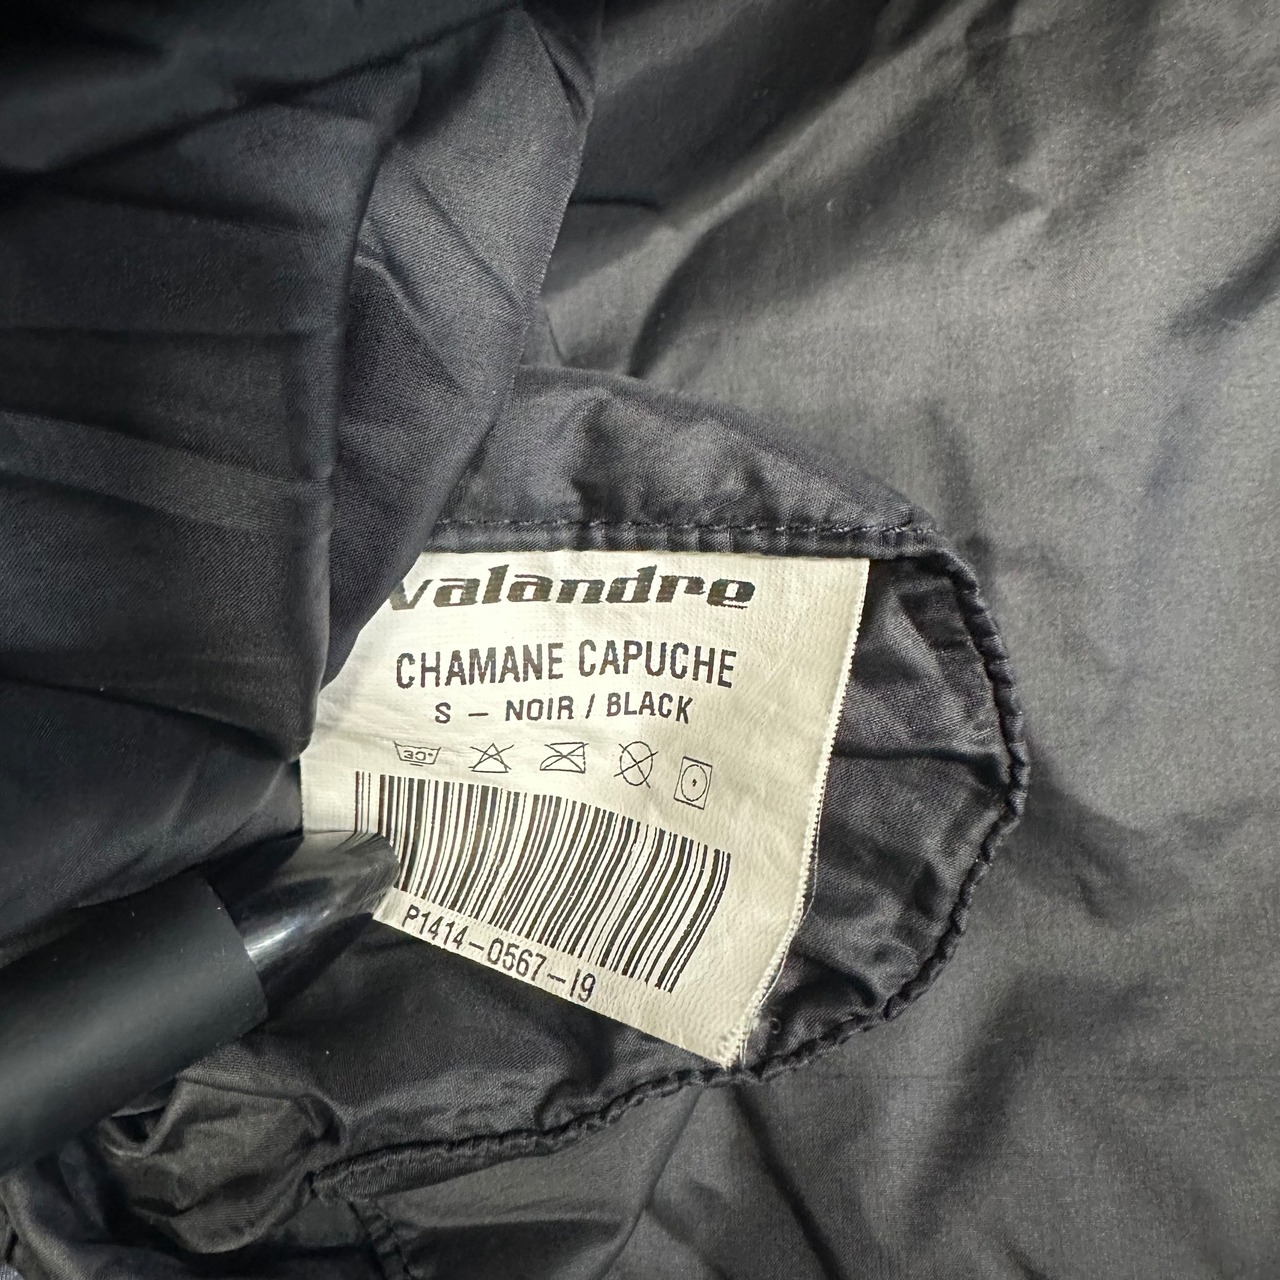 valandre
CHAMANE CAPUCHE
S – NOIR / BLACK
30°
P1414-0567-19